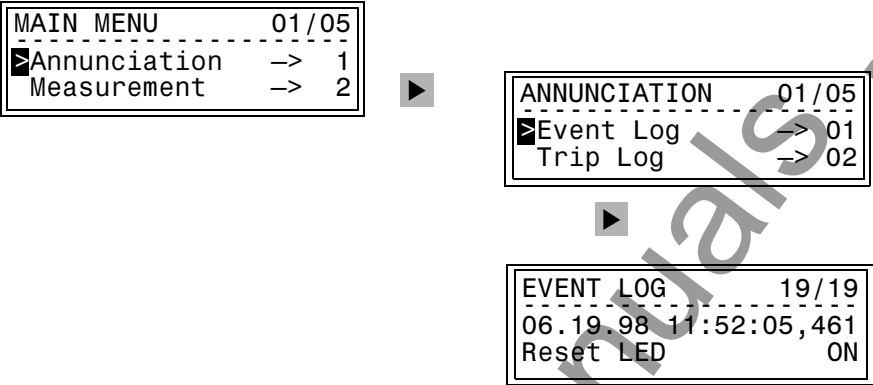 MAIN MENU 01/05
>Annunciation —> 1
Measurement —> 2
ANNUNCIATION 01/05
>Event Log —> 01
Trip Log —> 02
EVENT LOG 19/19
06.19.98 11:52:05,461
Reset LED ON